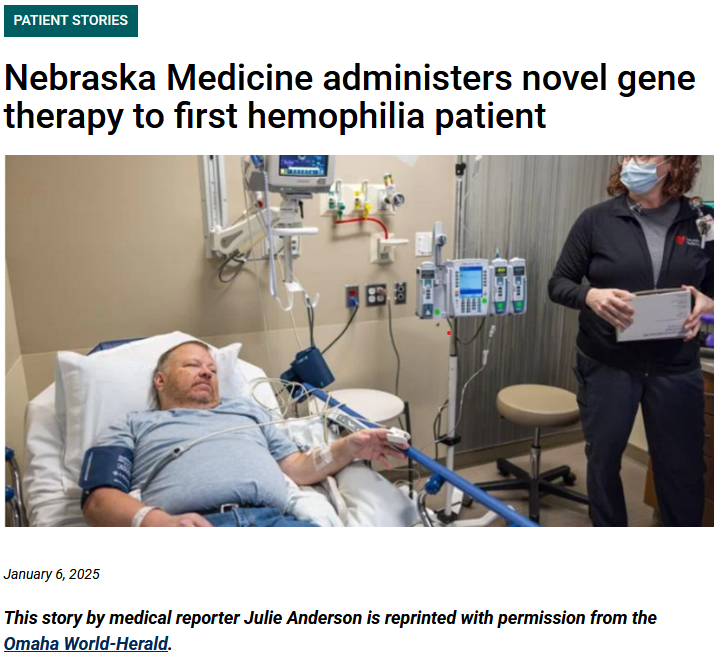 PATIENT STORIES
Nebraska Medicine administers novel gene
therapy to first hemophilia patient
January 6, 2025
This story by medical reporter Julie Anderson is reprinted with permission from the
Omaha World-Herald.